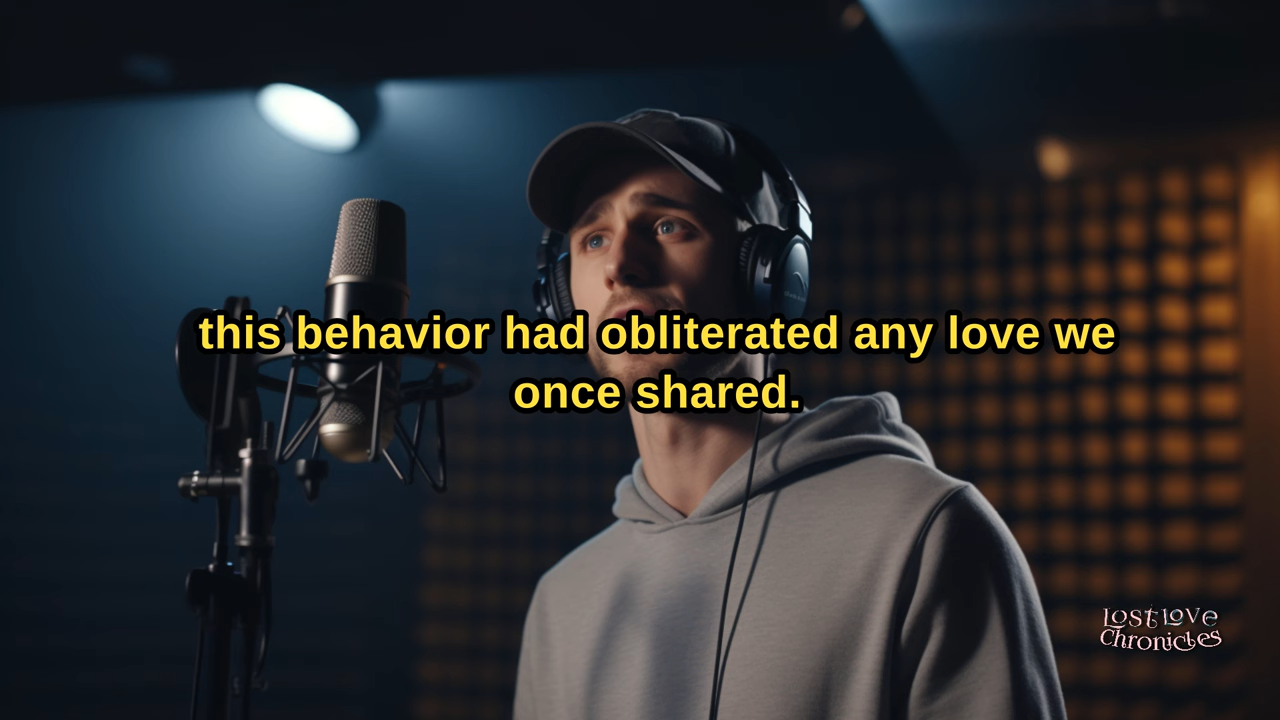 this behavior had obliterated any love we
once shared.
Lost Love
Chronicles